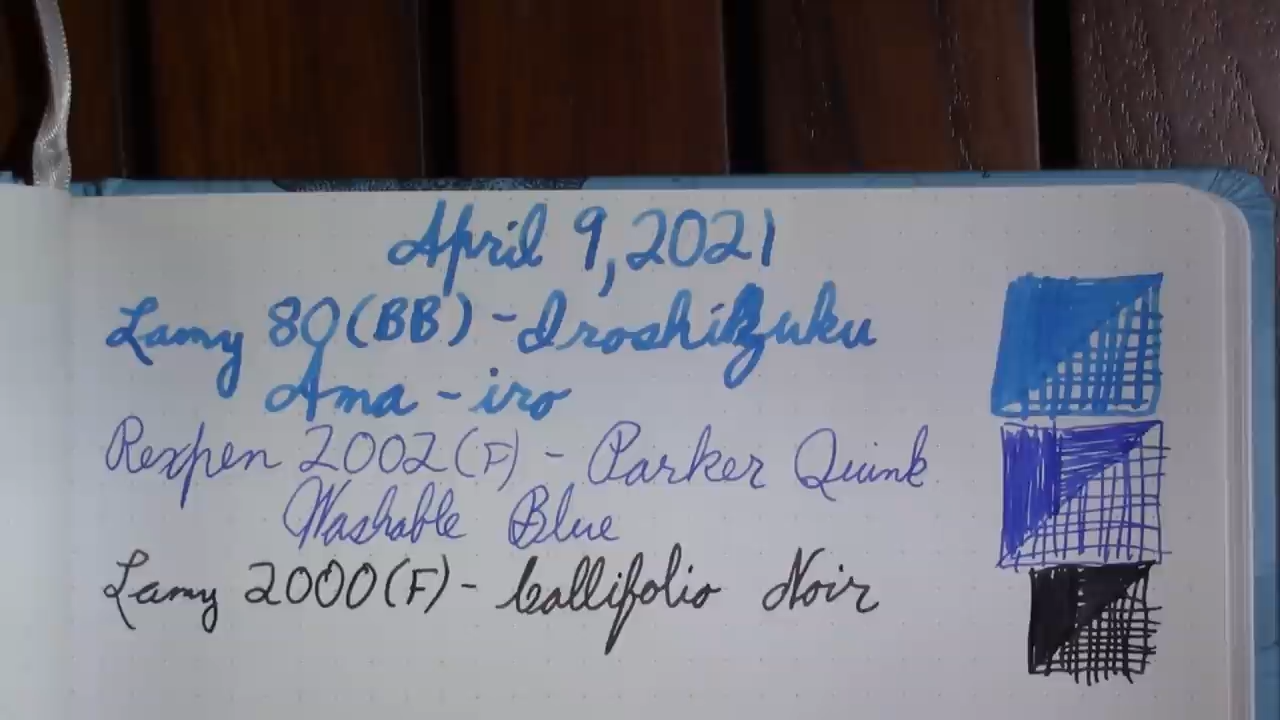 April 9, 2021
Lamy 80 (BB) - Iroshizuku
Ama - iro
Rexpen 2002 (F) - Parker Quink
Washable Blue
Lamy 2000 (F) - Callifolio Noir